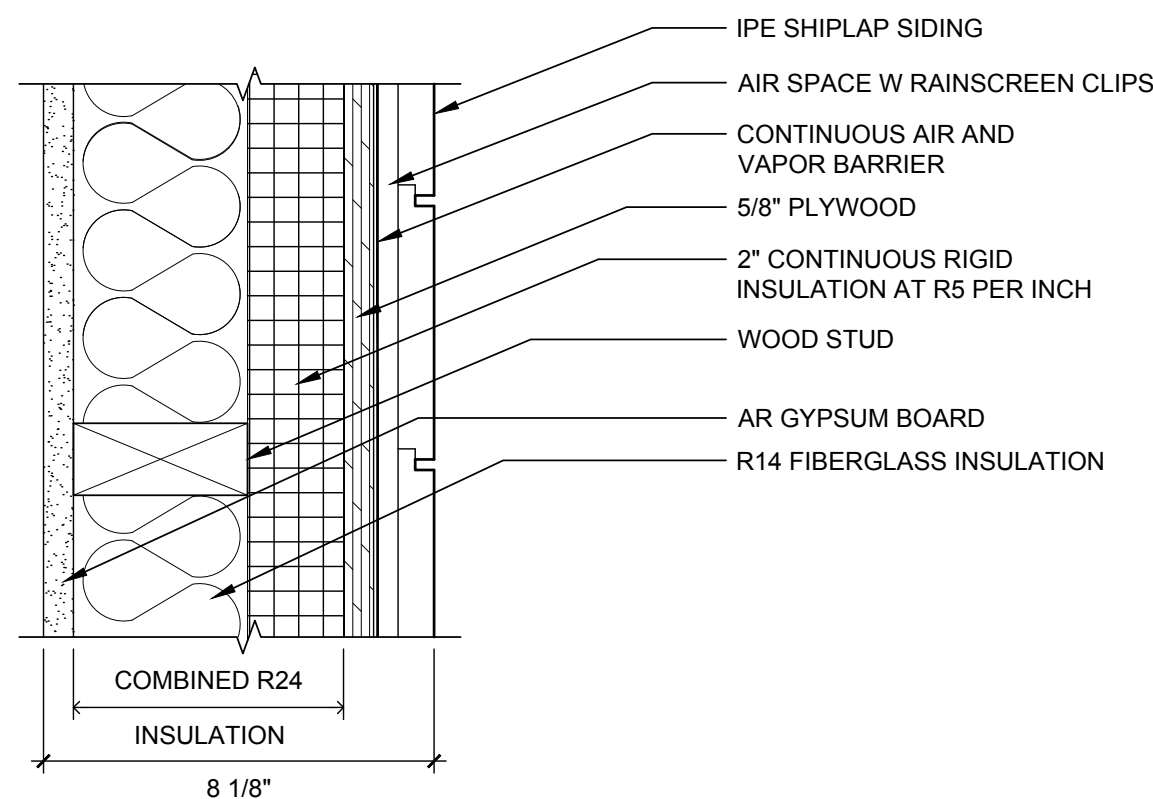 IPE SHIPLAP SIDING
AIR SPACE W RAINSCREEN CLIPS
CONTINUOUS AIR AND
VAPOR BARRIER
5/8" PLYWOOD
2" CONTINUOUS RIGID
INSULATION AT R5 PER INCH
WOOD STUD
AR GYPSUM BOARD
R14 FIBERGLASS INSULATION
COMBINED R24
INSULATION
8 1/8"